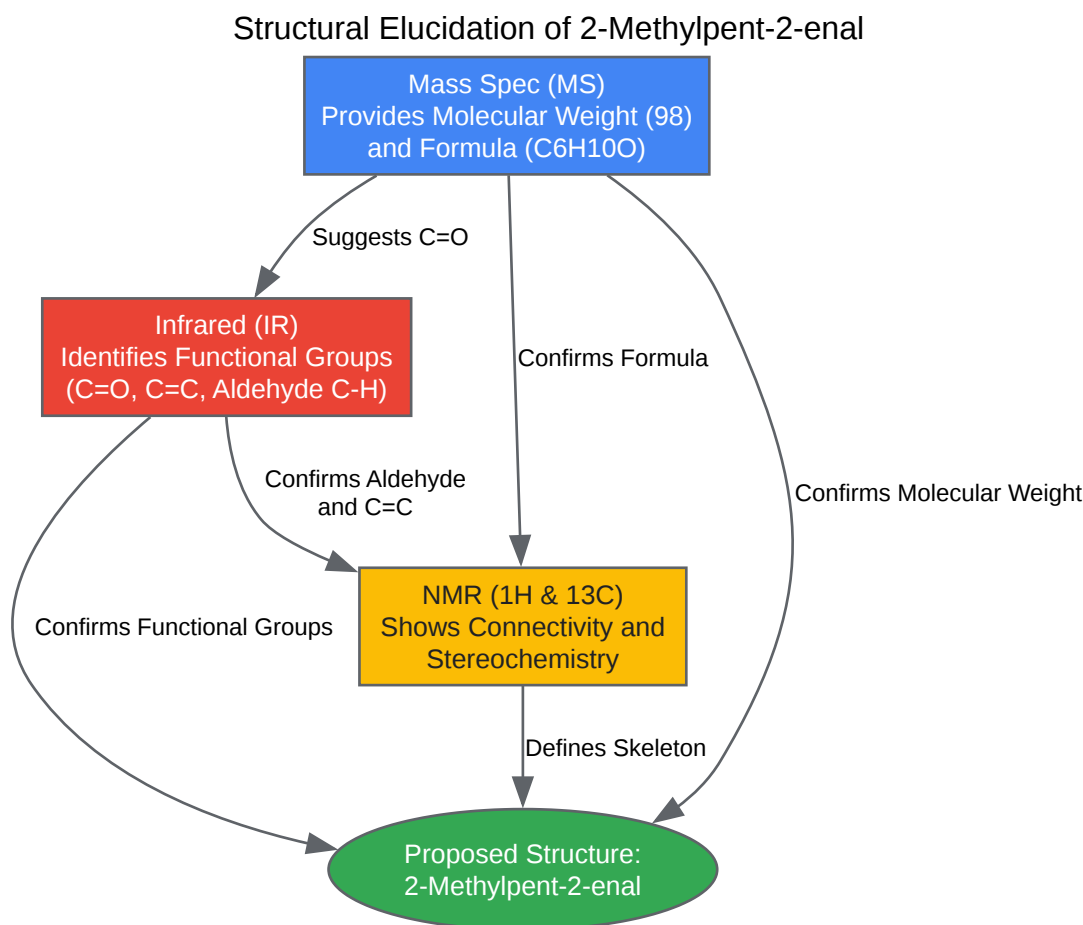 Structural Elucidation of 2-Methylpent-2-enal
Mass Spec (MS)
Provides Molecular Weight (98)
and Formula (C6H10O)
Suggests C=O
Infrared (IR)
Identifies Functional Groups
(C=O, C=C, Aldehyde C-H)
Confirms Formula
Confirms Aldehyde
and C=C
Confirms Molecular Weight
NMR (1H & 13C)
Shows Connectivity and
Stereochemistry
Confirms Functional Groups
Defines Skeleton
Proposed Structure:
2-Methylpent-2-enal